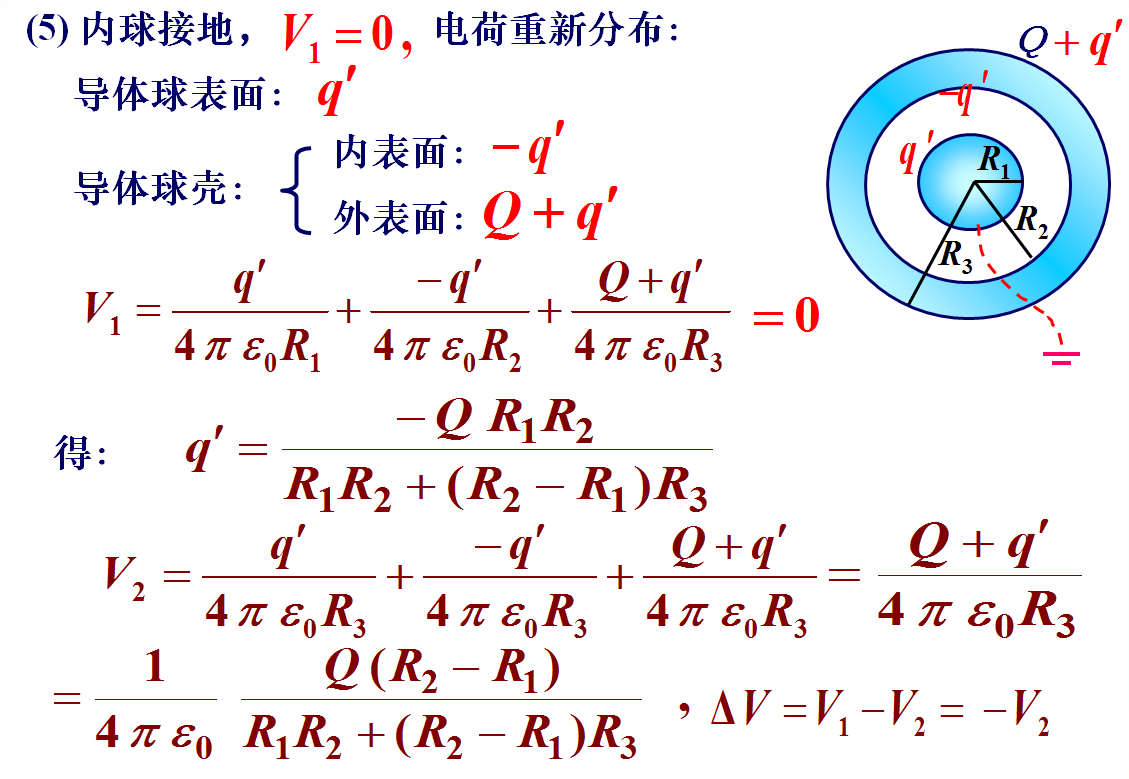 (5) 内球接地，V₁ = 0，电荷重新分布：
导体球表面：q′
导体球壳：
内表面：−q′
外表面：Q + q′
V₁ = q′/(4πε₀R₁) + −q′/(4πε₀R₂) + (Q + q′)/(4πε₀R₃) = 0
得：q′ = −Q R₁R₂/(R₁R₂ + (R₂ − R₁)R₃)
V₂ = q′/(4πε₀R₃) + −q′/(4πε₀R₃) + (Q + q′)/(4πε₀R₃) = (Q + q′)/(4πε₀R₃)
= 1/(4πε₀) Q(R₂ − R₁)/(R₁R₂ + (R₂ − R₁)R₃)，ΔV = V₁ − V₂ = −V₂
Q + q′
−q′
q′
R₁
R₂
R₃